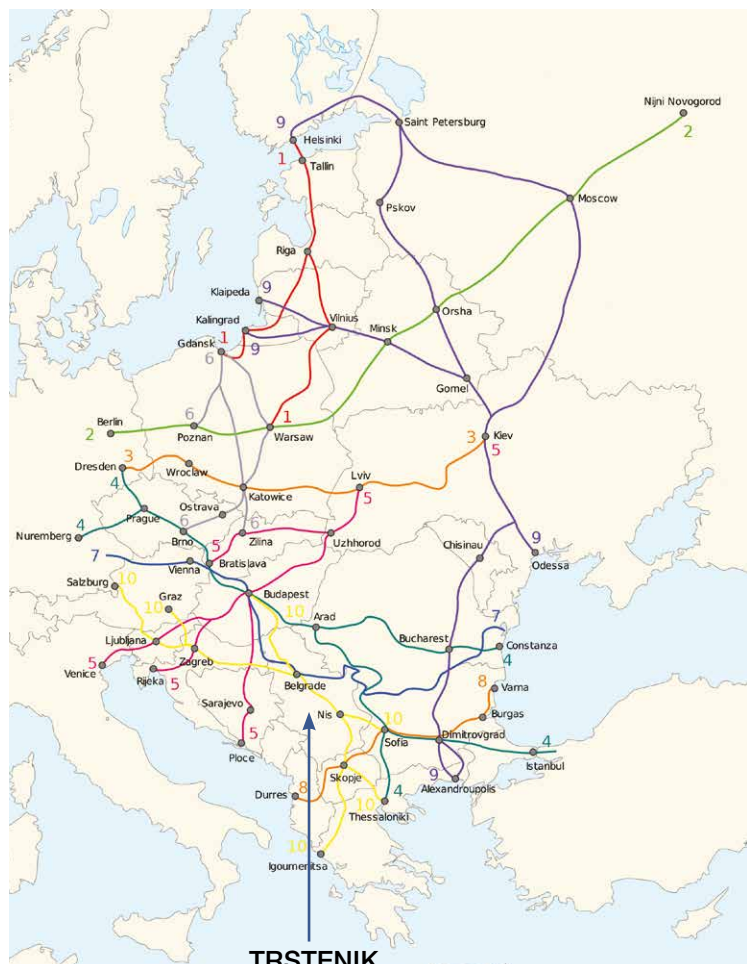 Nijni Novogorod
2
9
Saint Petersburg
Helsinki
1
Tallin
Moscow
Pskov
Riga
Klaipeda
9
Kalingrad
Vilnius
Orsha
Minsk
1
Gdansk
9
6
Gomel
Berlin
6
1
3
Kiev
2
Poznan
Warsaw
5
Dresden
3
Wroclaw
Lviv
4
Katowice
5
Ostrava
4
Prague
6
6
Nuremberg
Brno
5
Zilina
Uzhhorod
9
Chisinau
7
Vienna
Bratislava
Odessa
Salzburg
10
Graz
Budapest
10
10
Arad
7
Ljubljana
Bucharest
Constanza
Zagreb
4
Venice
5
Rijeka
5
Belgrade
8
Varna
Sarajevo
Nis
10
Burgas
5
Sofia
Dimitrovgrad
4
Ploce
Istanbul
Skopje
9
Alexandroupolis
Durres
8
10
4
Thessaloniki
10
Igoumenitsa
TRSTENIK